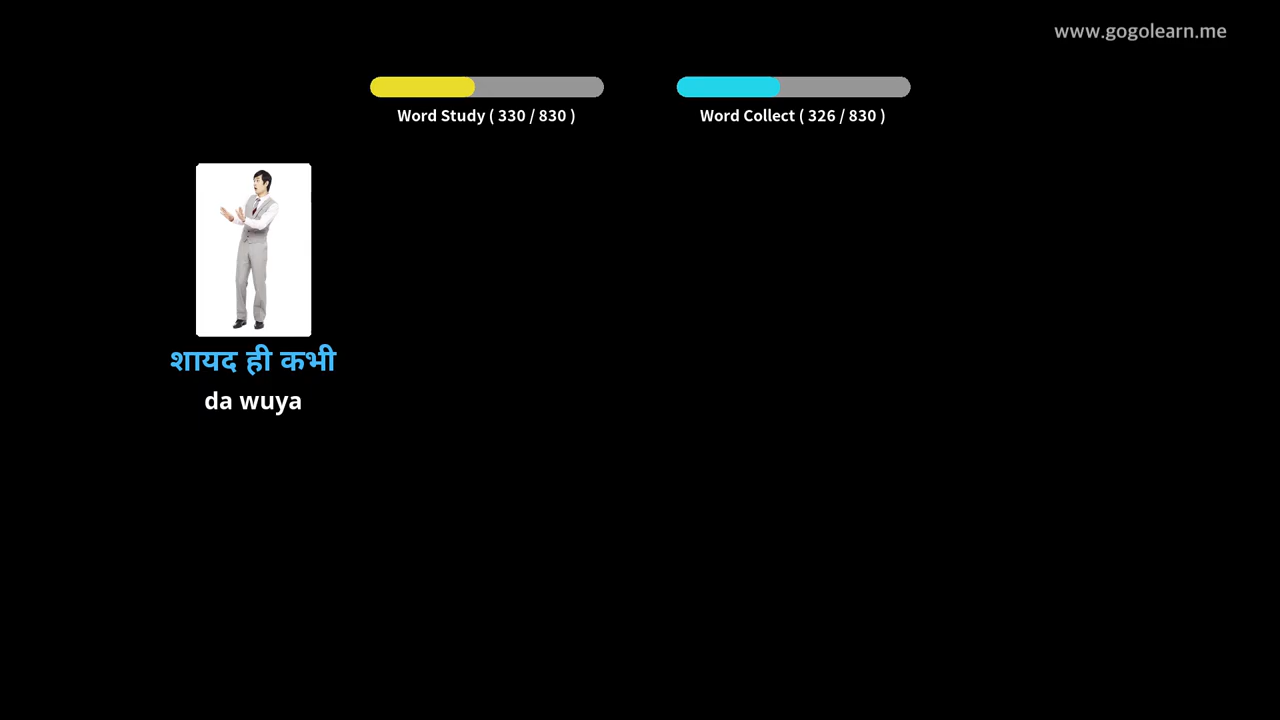 www.gogolearn.me
Word Study ( 330 / 830 )
Word Collect ( 326 / 830 )
शायद ही कभी
da wuya